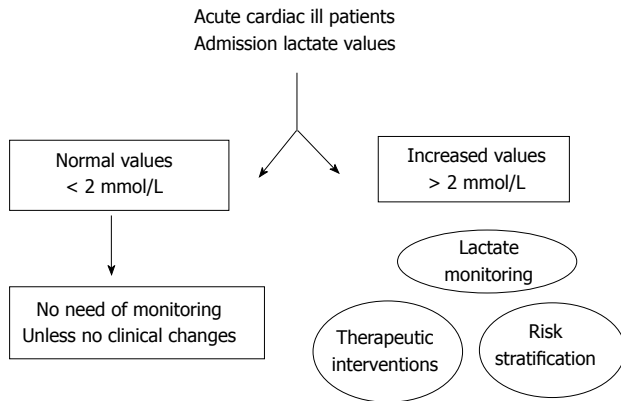 Acute cardiac ill patients
Admission lactate values
Normal values
< 2 mmol/L
Increased values
> 2 mmol/L
No need of monitoring
Unless no clinical changes
Lactate
monitoring
Therapeutic
interventions
Risk
stratification